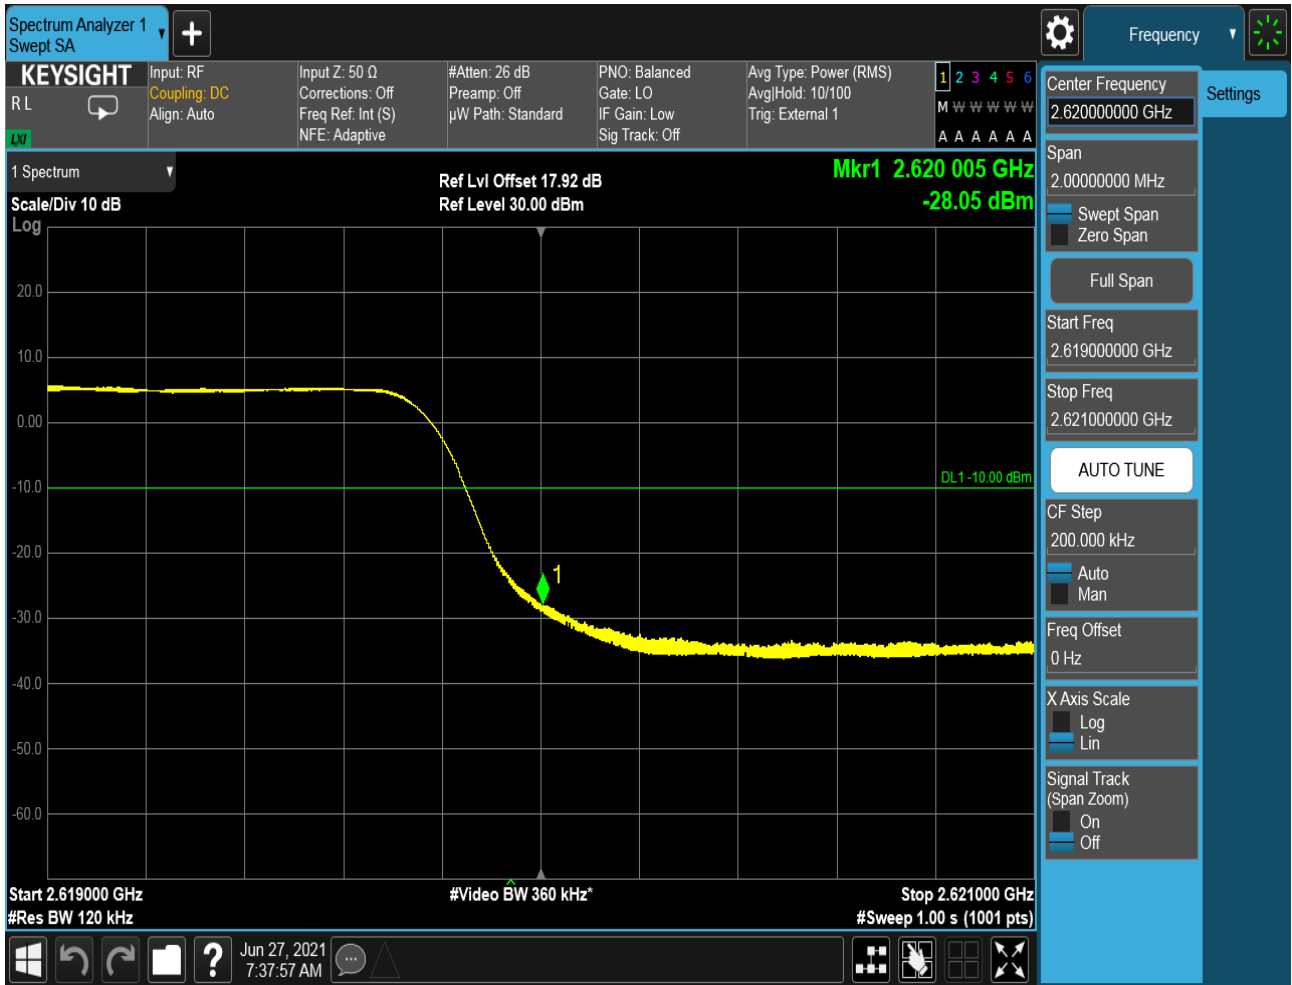 Spectrum Analyzer 1
Swept SA
+
Frequency
KEYSIGHT
R L
LXI
Input: RF
Coupling: DC
Align: Auto
Input Z: 50 Ω
Corrections: Off
Freq Ref: Int (S)
NFE: Adaptive
#Atten: 26 dB
Preamp: Off
µW Path: Standard
PNO: Balanced
Gate: LO
IF Gain: Low
Sig Track: Off
Avg Type: Power (RMS)
Avg|Hold: 10/100
Trig: External 1
1 2 3 4 5 6
M W W W W W
A A A A A A
1 Spectrum
Scale/Div 10 dB
Log
Ref Lvl Offset 17.92 dB
Ref Level 30.00 dBm
Mkr1 2.620 005 GHz
-28.05 dBm
20.0
10.0
0.00
-10.0
-20.0
-30.0
-40.0
-50.0
-60.0
DL1 -10.00 dBm
1
Start 2.619000 GHz
#Res BW 120 kHz
#Video BW 360 kHz*
Stop 2.621000 GHz
#Sweep 1.00 s (1001 pts)
?
Jun 27, 2021
7:37:57 AM
Center Frequency
2.620000000 GHz
Settings
Span
2.00000000 MHz
Swept Span
Zero Span
Full Span
Start Freq
2.619000000 GHz
Stop Freq
2.621000000 GHz
AUTO TUNE
CF Step
200.000 kHz
Auto
Man
Freq Offset
0 Hz
X Axis Scale
Log
Lin
Signal Track
(Span Zoom)
On
Off